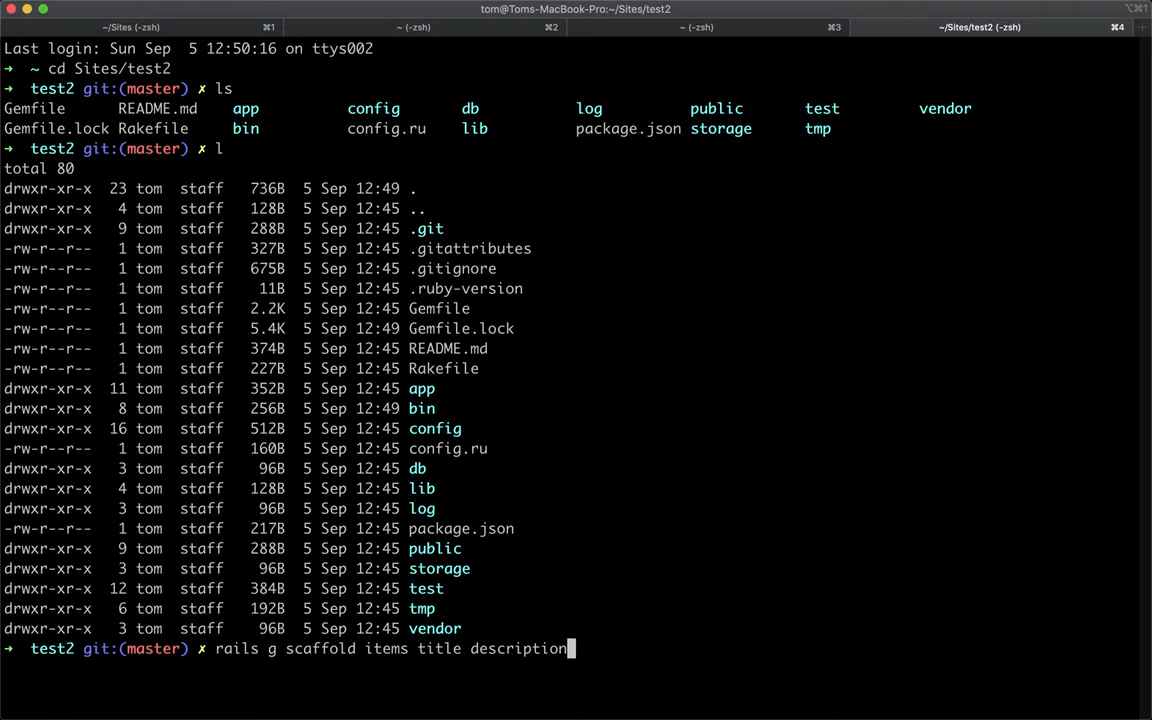 tom@Toms-MacBook-Pro:~/Sites/test2
⌥⌘1
~/Sites (-zsh) ⌘1 ~ (-zsh) ⌘2 ~ (-zsh) ⌘3 ~/Sites/test2 (-zsh) ⌘4 +
Last login: Sun Sep  5 12:50:16 on ttys002
➜  ~ cd Sites/test2
➜  test2 git:(master) ✗ ls
Gemfile      README.md    app          config       db           log          public       test         vendor
Gemfile.lock Rakefile     bin          config.ru    lib          package.json storage      tmp
➜  test2 git:(master) ✗ l
total 80
drwxr-xr-x  23 tom  staff   736B  5 Sep 12:49 .
drwxr-xr-x   4 tom  staff   128B  5 Sep 12:45 ..
drwxr-xr-x   9 tom  staff   288B  5 Sep 12:45 .git
-rw-r--r--   1 tom  staff   327B  5 Sep 12:45 .gitattributes
-rw-r--r--   1 tom  staff   675B  5 Sep 12:45 .gitignore
-rw-r--r--   1 tom  staff    11B  5 Sep 12:45 .ruby-version
-rw-r--r--   1 tom  staff   2.2K  5 Sep 12:45 Gemfile
-rw-r--r--   1 tom  staff   5.4K  5 Sep 12:49 Gemfile.lock
-rw-r--r--   1 tom  staff   374B  5 Sep 12:45 README.md
-rw-r--r--   1 tom  staff   227B  5 Sep 12:45 Rakefile
drwxr-xr-x  11 tom  staff   352B  5 Sep 12:45 app
drwxr-xr-x   8 tom  staff   256B  5 Sep 12:49 bin
drwxr-xr-x  16 tom  staff   512B  5 Sep 12:45 config
-rw-r--r--   1 tom  staff   160B  5 Sep 12:45 config.ru
drwxr-xr-x   3 tom  staff    96B  5 Sep 12:45 db
drwxr-xr-x   4 tom  staff   128B  5 Sep 12:45 lib
drwxr-xr-x   3 tom  staff    96B  5 Sep 12:45 log
-rw-r--r--   1 tom  staff   217B  5 Sep 12:45 package.json
drwxr-xr-x   9 tom  staff   288B  5 Sep 12:45 public
drwxr-xr-x   3 tom  staff    96B  5 Sep 12:45 storage
drwxr-xr-x  12 tom  staff   384B  5 Sep 12:45 test
drwxr-xr-x   6 tom  staff   192B  5 Sep 12:45 tmp
drwxr-xr-x   3 tom  staff    96B  5 Sep 12:45 vendor
➜  test2 git:(master) ✗ rails g scaffold items title description